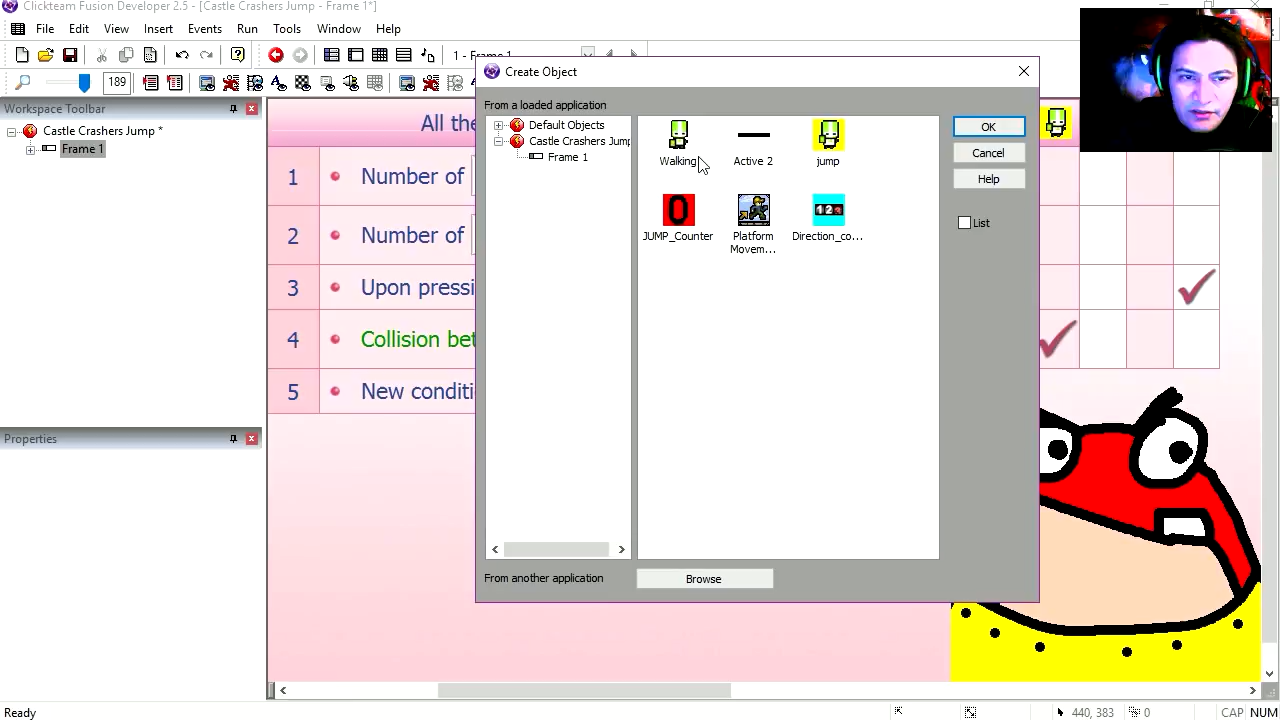 Clickteam Fusion Developer 2.5 - [Castle Crashers Jump - Frame 1*]
File Edit View Insert Events Run Tools Window Help
1 - Frame 1
189
Workspace Toolbar
Castle Crashers Jump *
Frame 1
Properties
All the
1 Number of
2 Number of
3 Upon pressi
4 Collision bet
5 New conditi
Create Object
From a loaded application
Default Objects
Castle Crashers Jump
Frame 1
Walking
Active 2
jump
JUMP_Counter
Platform
Movem...
Direction_co...
OK
Cancel
Help
List
From another application
Browse
Ready
440, 383
0
CAP NUM